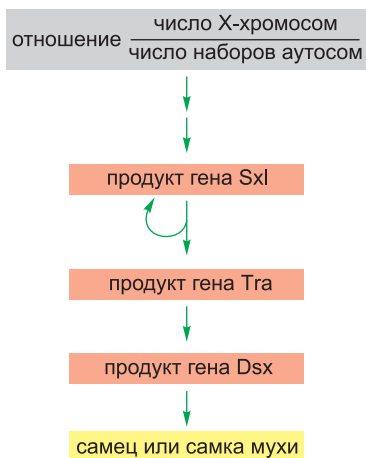 число X-хромосом
отношение
число наборов аутосом
продукт гена Sxl
продукт гена Tra
продукт гена Dsx
самец или самка мухи